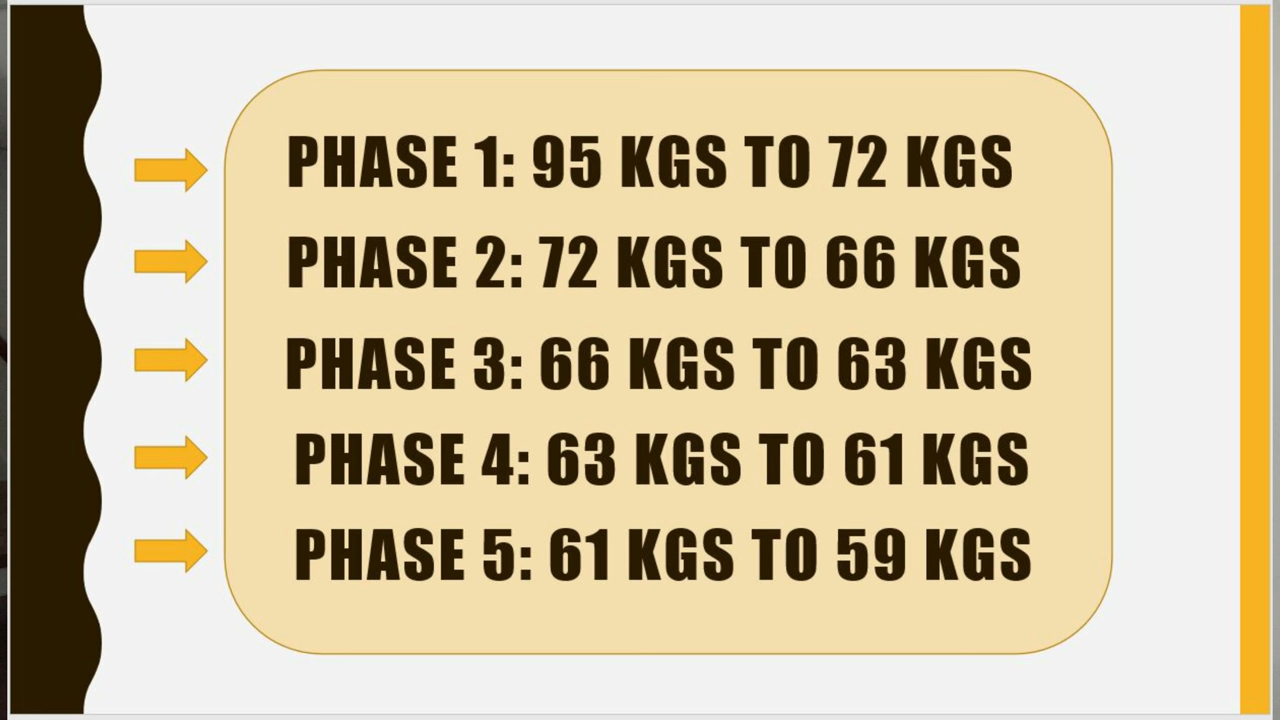 PHASE 1: 95 KGS TO 72 KGS
PHASE 2: 72 KGS TO 66 KGS
PHASE 3: 66 KGS TO 63 KGS
PHASE 4: 63 KGS TO 61 KGS
PHASE 5: 61 KGS TO 59 KGS